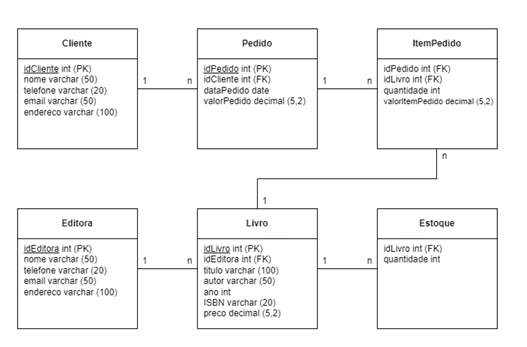 Cliente
idCliente int (PK)
nome varchar (50)
telefone varchar (20)
email varchar (50)
endereco varchar (100)
1
n
Pedido
idPedido int (PK)
idCliente int (FK)
dataPedido date
valorPedido decimal (5,2)
1
n
ItemPedido
idPedido int (FK)
idLivro int (FK)
quantidade int
valorItemPedido decimal (5,2)
n
1
Editora
idEditora int (PK)
nome varchar (50)
telefone varchar (20)
email varchar (50)
endereco varchar (100)
1
n
Livro
idLivro int (PK)
idEditora int (FK)
titulo varchar (100)
autor varchar (50)
ano int
ISBN varchar (20)
preco decimal (5,2)
1
n
Estoque
idLivro int (FK)
quantidade int